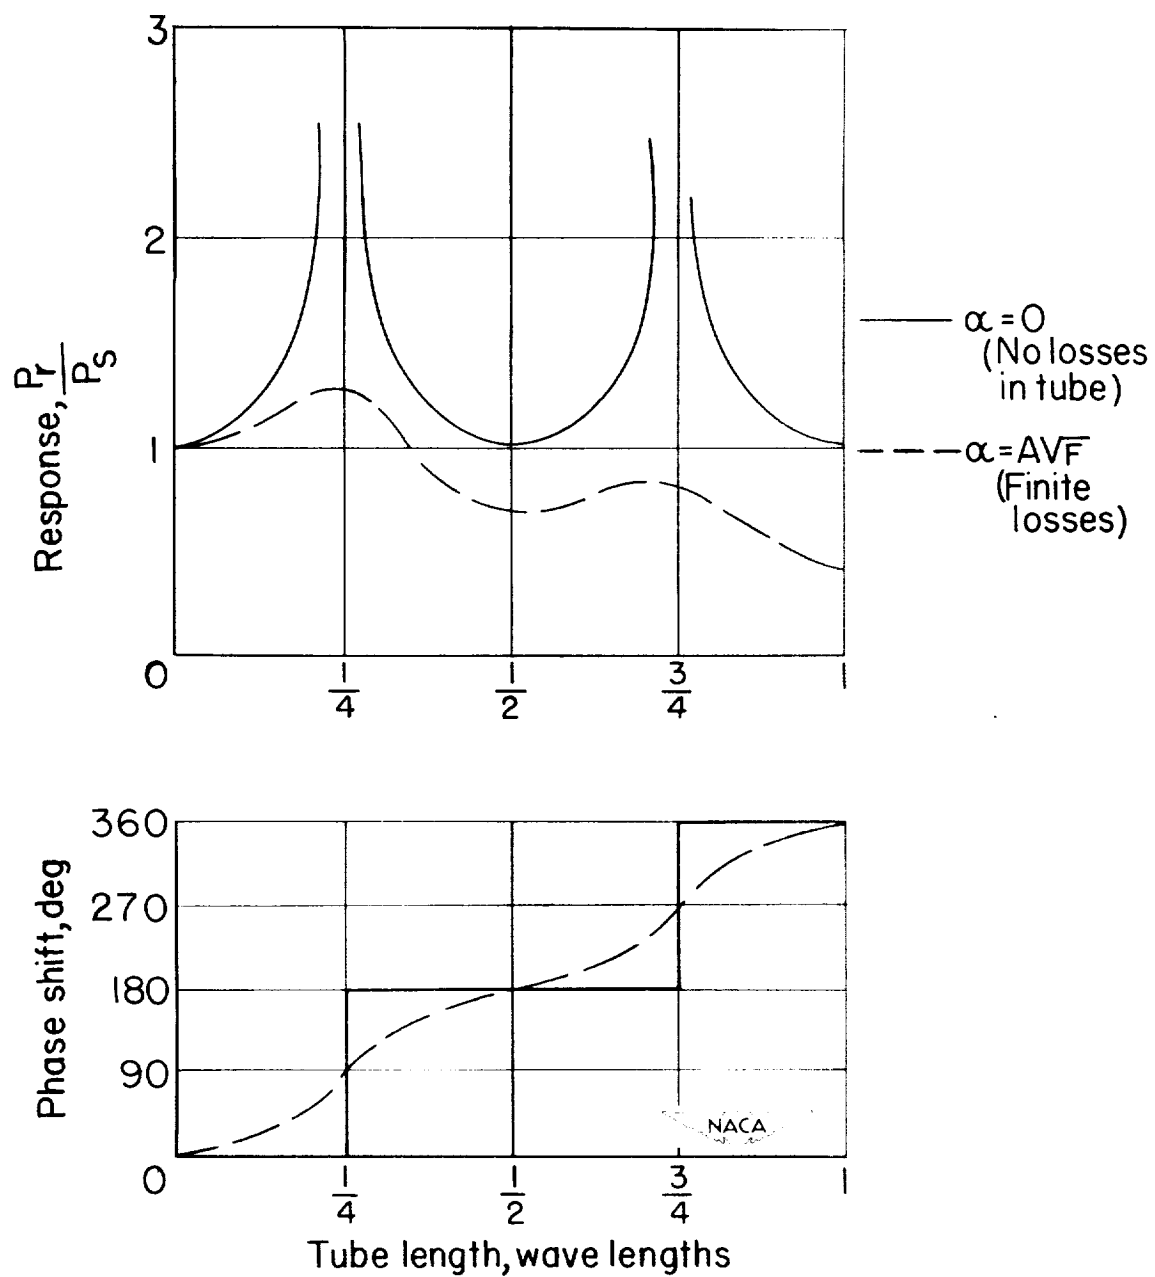 3
2
1
0
Response, Pr/Ps
1/4
1/2
3/4
1
α=0
(No losses
in tube)
α=A√F
(Finite
losses)
360
270
180
90
0
Phase shift, deg
NACA
1/4
1/2
3/4
1
Tube length, wave lengths